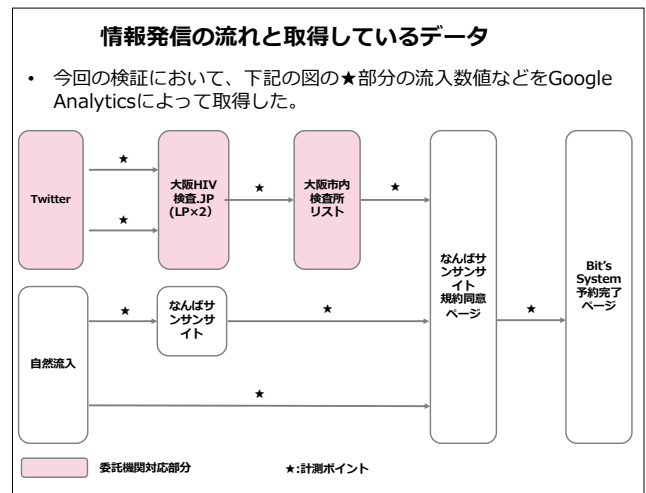 情報発信の流れと取得しているデータ
• 今回の検証において、下記の図の★部分の流入数値などをGoogle
Analyticsによって取得した。
Twitter
★
★
大阪HIV
検査.JP
(LP×2)
★
大阪市内
検査所
リスト
★
なんばサ
ンサンサ
イト
規約同意
ページ
★
Bit's
System
予約完了
ページ
自然流入
★
なんばサ
ンサンサ
イト
★
★
委託機関対応部分
★:計測ポイント